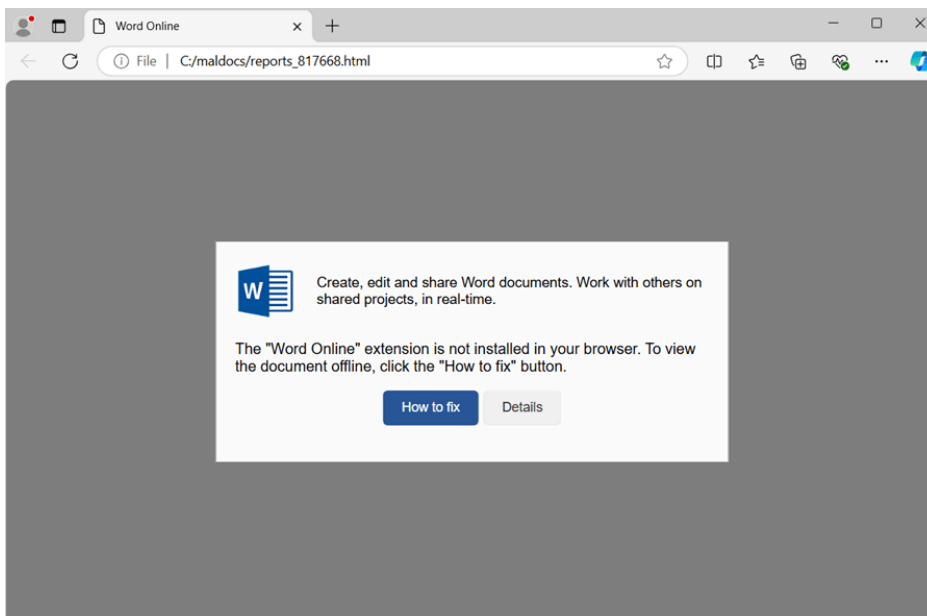 Word Online
File
C:/maldocs/reports_817668.html
W
Create, edit and share Word documents. Work with others on
shared projects, in real-time.
The "Word Online" extension is not installed in your browser. To view
the document offline, click the "How to fix" button.
How to fix
Details